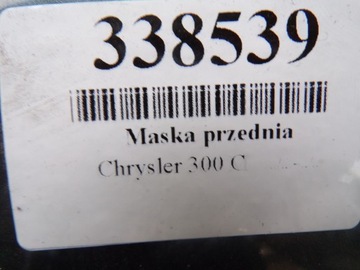 338539
Maska przednia
Chrysler 300 C